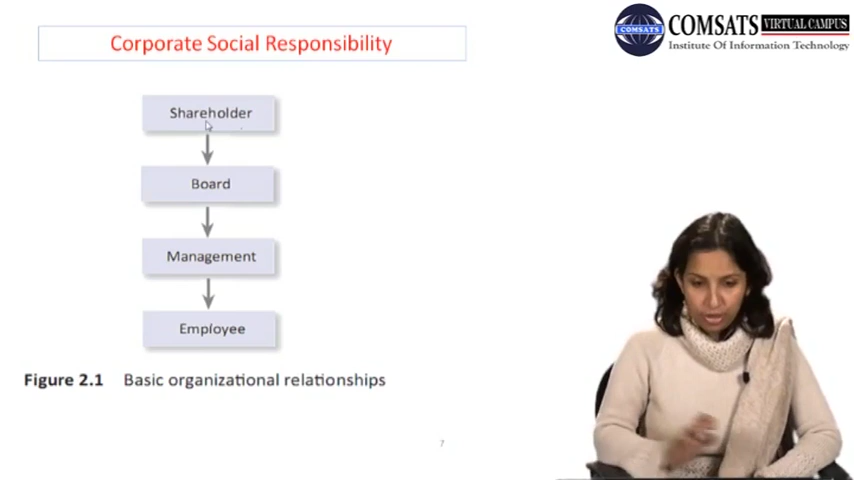 Corporate Social Responsibility
COMSATS
COMSATS VIRTUAL CAMPUS
Institute Of Information Technology
Shareholder
Board
Management
Employee
Figure 2.1 Basic organizational relationships
7